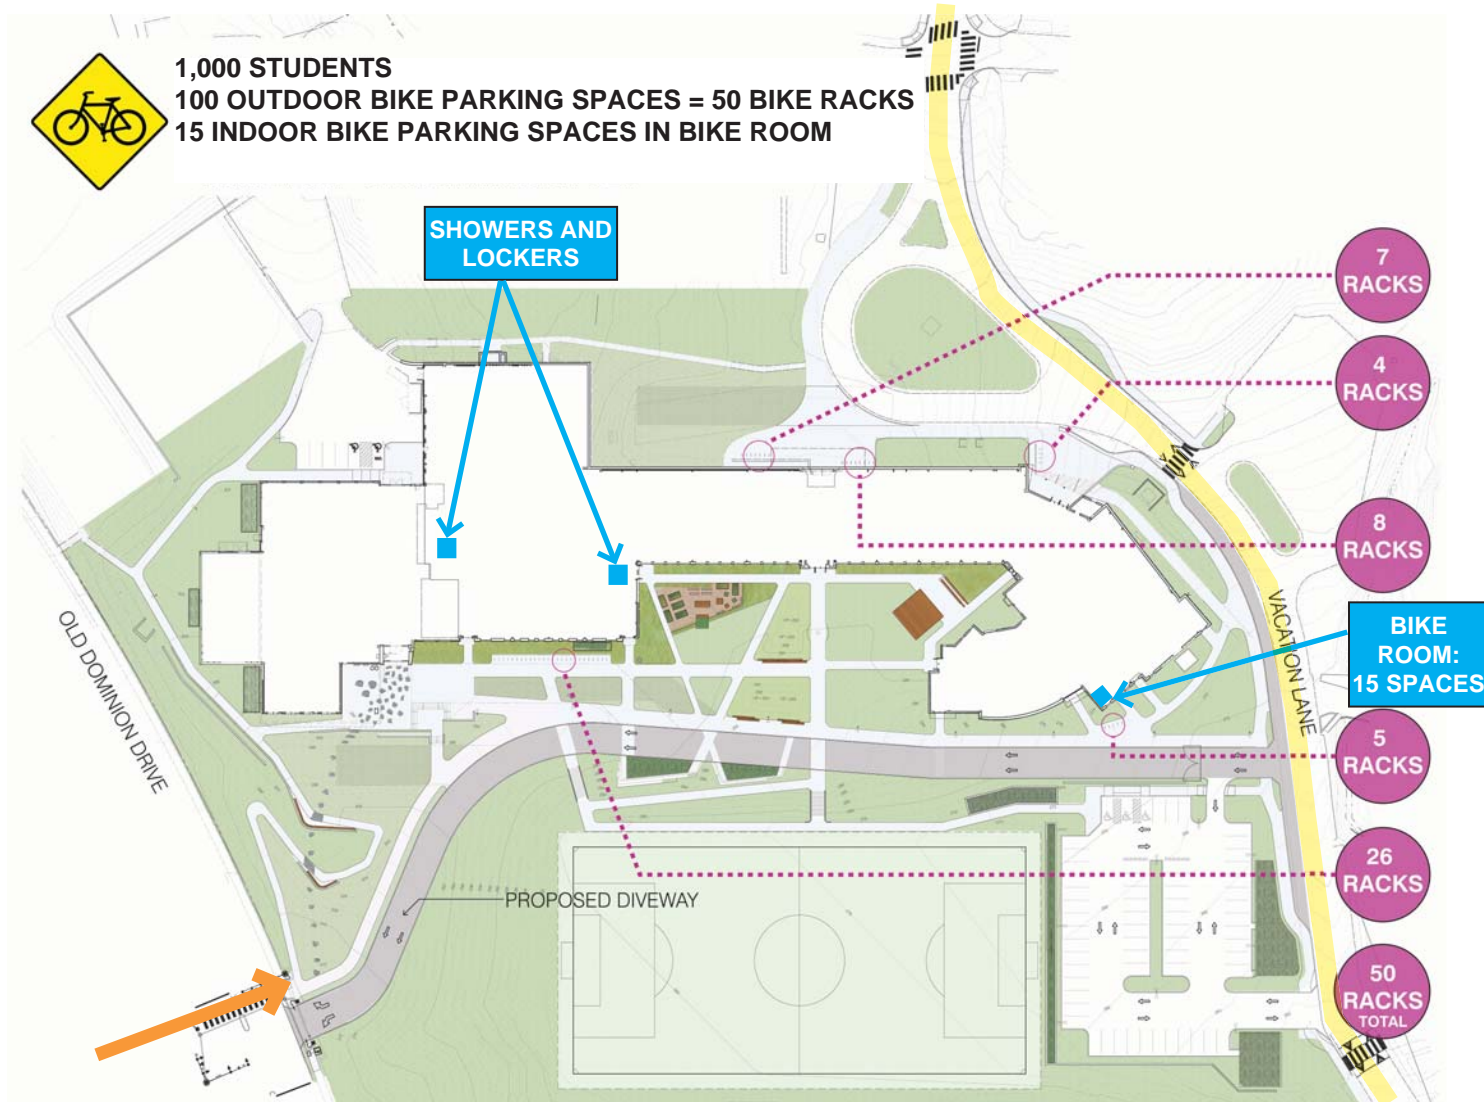 1,000 STUDENTS
100 OUTDOOR BIKE PARKING SPACES = 50 BIKE RACKS
15 INDOOR BIKE PARKING SPACES IN BIKE ROOM
SHOWERS AND
LOCKERS
7
RACKS
4
RACKS
8
RACKS
OLD DOMINION DRIVE
VACATION LANE
BIKE
ROOM:
15 SPACES
5
RACKS
26
RACKS
PROPOSED DIVEWAY
50
RACKS
TOTAL